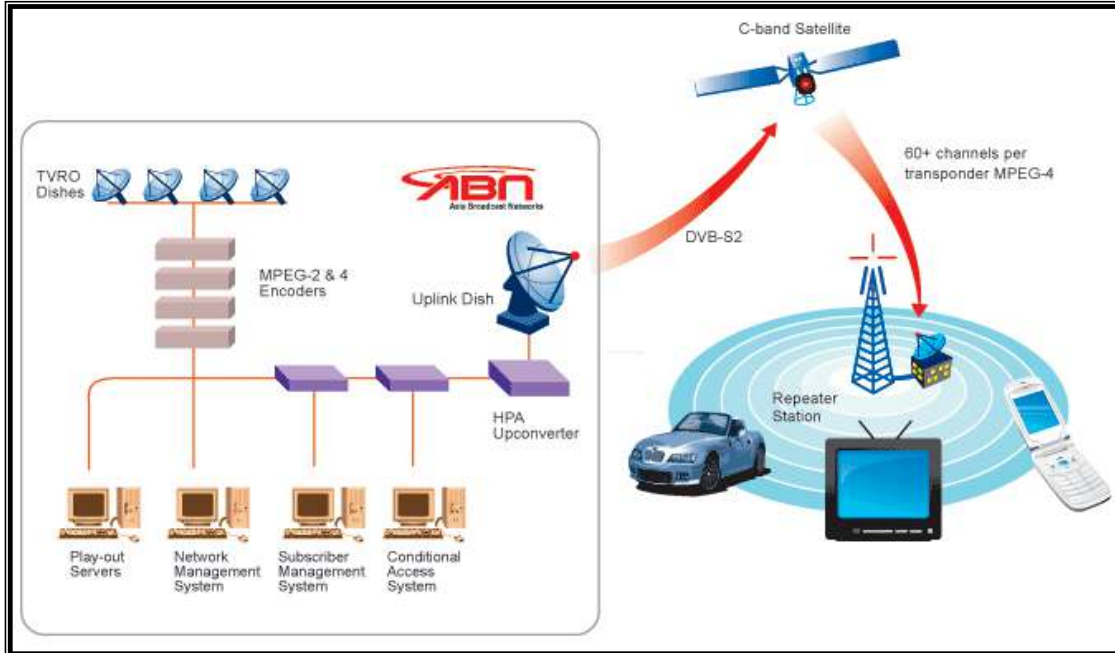 C-band Satellite
60+ channels per
transponder MPEG-4
DVB-S2
TVRO
Dishes
ABN
Asia Broadcast Networks
MPEG-2 & 4
Encoders
Uplink Dish
HPA
Upconverter
Repeater
Station
Play-out
Servers
Network
Management
System
Subscriber
Management
System
Conditional
Access
System